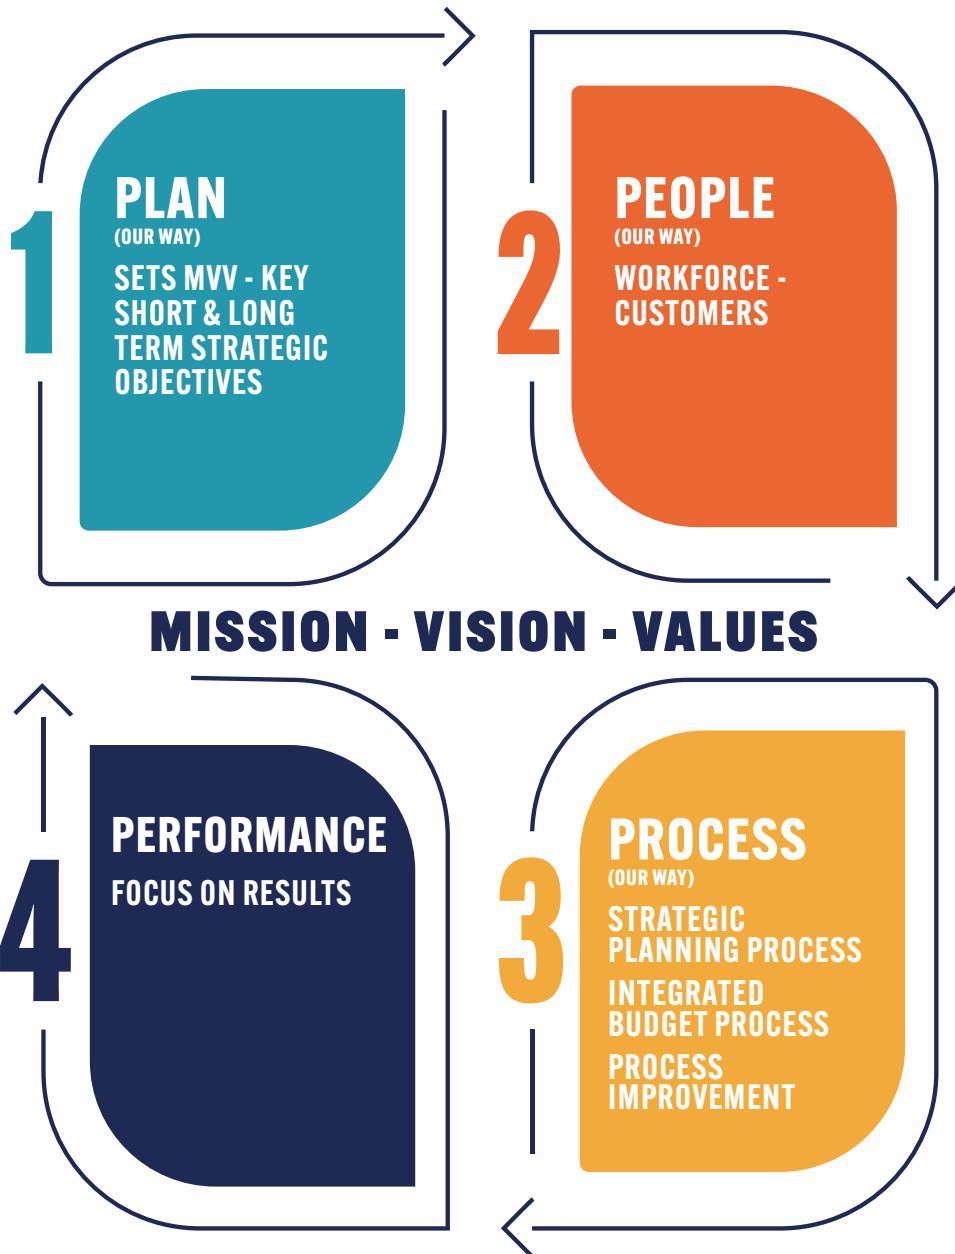 1
PLAN
(OUR WAY)
SETS MVV - KEY
SHORT & LONG
TERM STRATEGIC
OBJECTIVES
2
PEOPLE
(OUR WAY)
WORKFORCE -
CUSTOMERS
MISSION - VISION - VALUES
3
PROCESS
(OUR WAY)
STRATEGIC
PLANNING PROCESS
INTEGRATED
BUDGET PROCESS
PROCESS
IMPROVEMENT
4
PERFORMANCE
FOCUS ON RESULTS